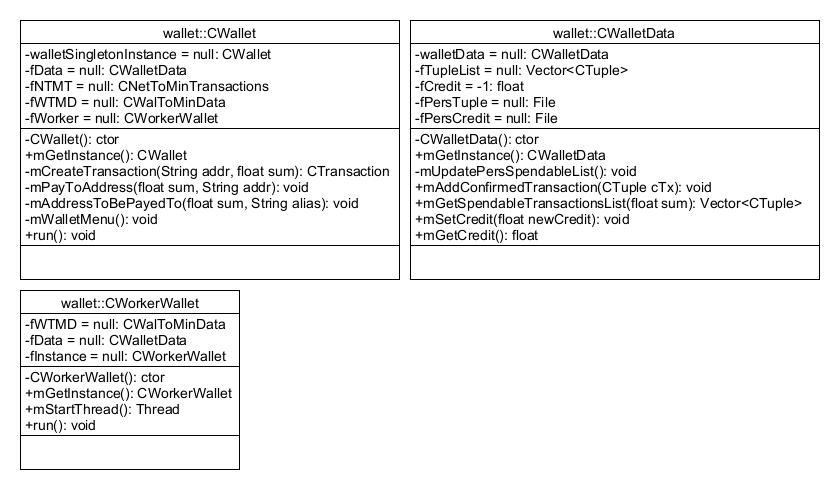 wallet::CWallet
-walletSingletonInstance = null: CWallet
-fData = null: CWalletData
-fNTMT = null: CNetToMinTransactions
-fWTMD = null: CWalToMinData
-fWorker = null: CWorkerWallet
-CWallet(): ctor
+mGetInstance(): CWallet
-mCreateTransaction(String addr, float sum): CTransaction
-mPayToAddress(float sum, String addr): void
-mAddressToBePayedTo(float sum, String alias): void
-mWalletMenu(): void
+run(): void
wallet::CWalletData
-walletData = null: CWalletData
-fTupleList = null: Vector<CTuple>
-fCredit = -1: float
-fPersTuple = null: File
-fPersCredit = null: File
-CWalletData(): ctor
+mGetInstance(): CWalletData
-mUpdatePersSpendableList(): void
+mAddConfirmedTransaction(CTuple cTx): void
+mGetSpendableTransactionsList(float sum): Vector<CTuple>
+mSetCredit(float newCredit): void
+mGetCredit(): float
wallet::CWorkerWallet
-fWTMD = null: CWalToMinData
-fData = null: CWalletData
-fInstance = null: CWorkerWallet
-CWorkerWallet(): ctor
+mGetInstance(): CWorkerWallet
+mStartThread(): Thread
+run(): void